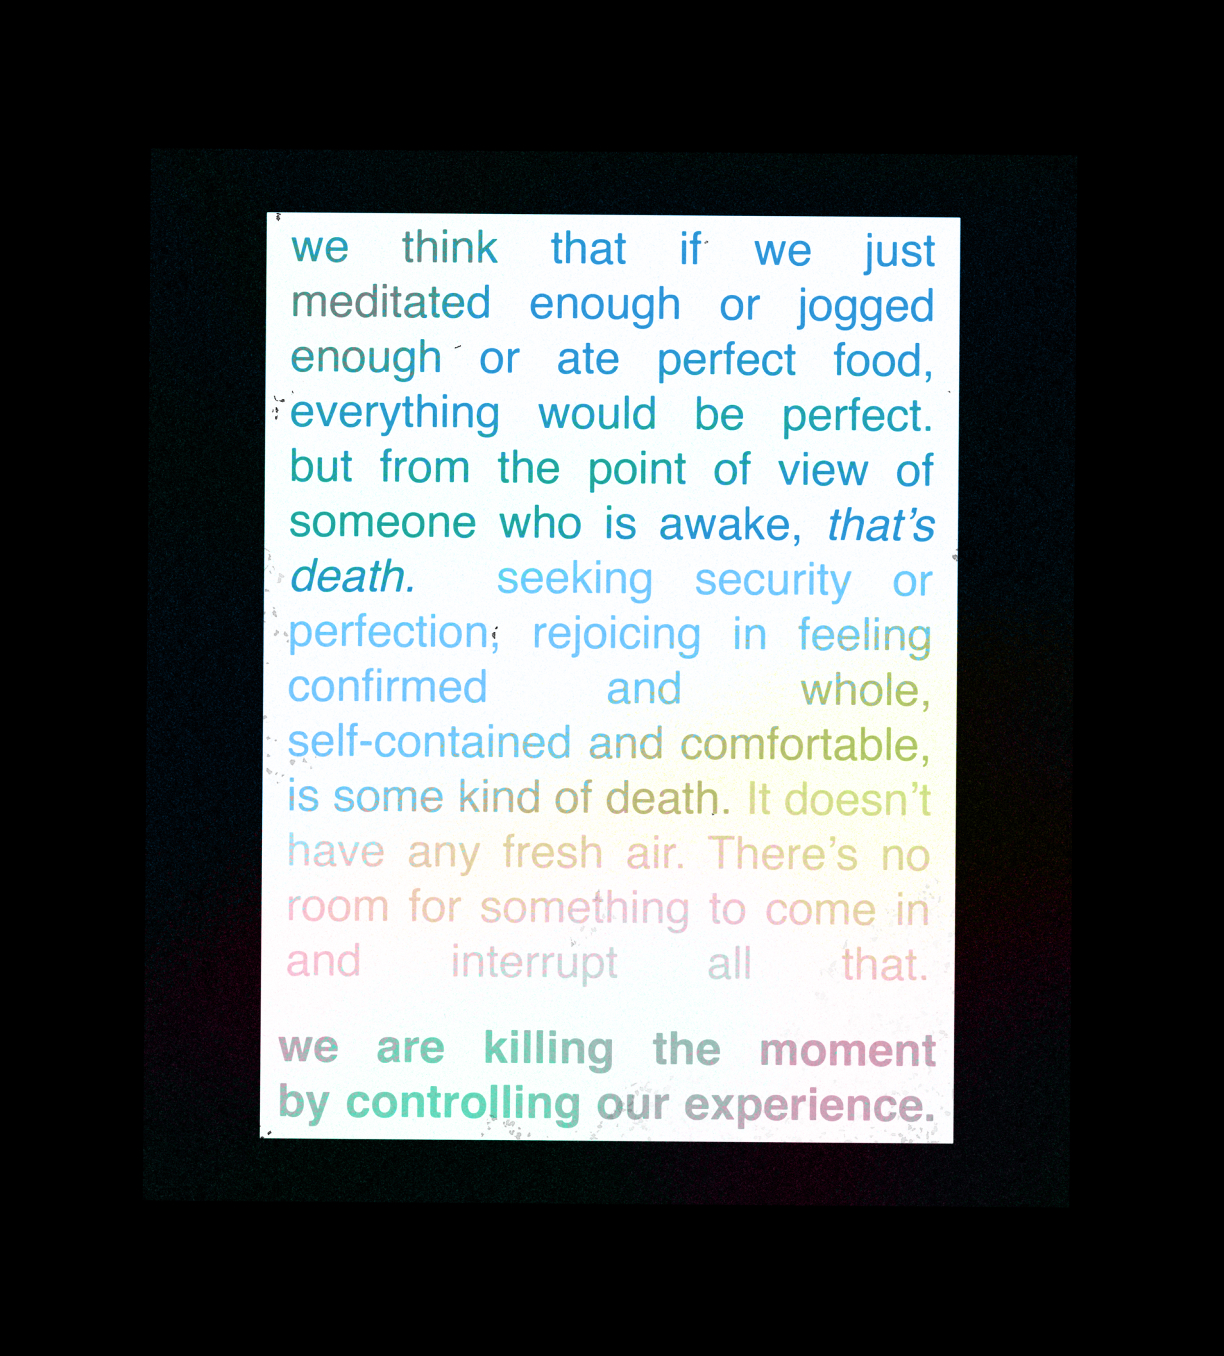 we think that if we just
meditated enough or jogged
enough or ate perfect food,
everything would be perfect.
but from the point of view of
someone who is awake, that’s
death. seeking security or
perfection, rejoicing in feeling
confirmed and whole,
self-contained and comfortable,
is some kind of death. It doesn’t
have any fresh air. There’s no
room for something to come in
and interrupt all that.
we are killing the moment
by controlling our experience.